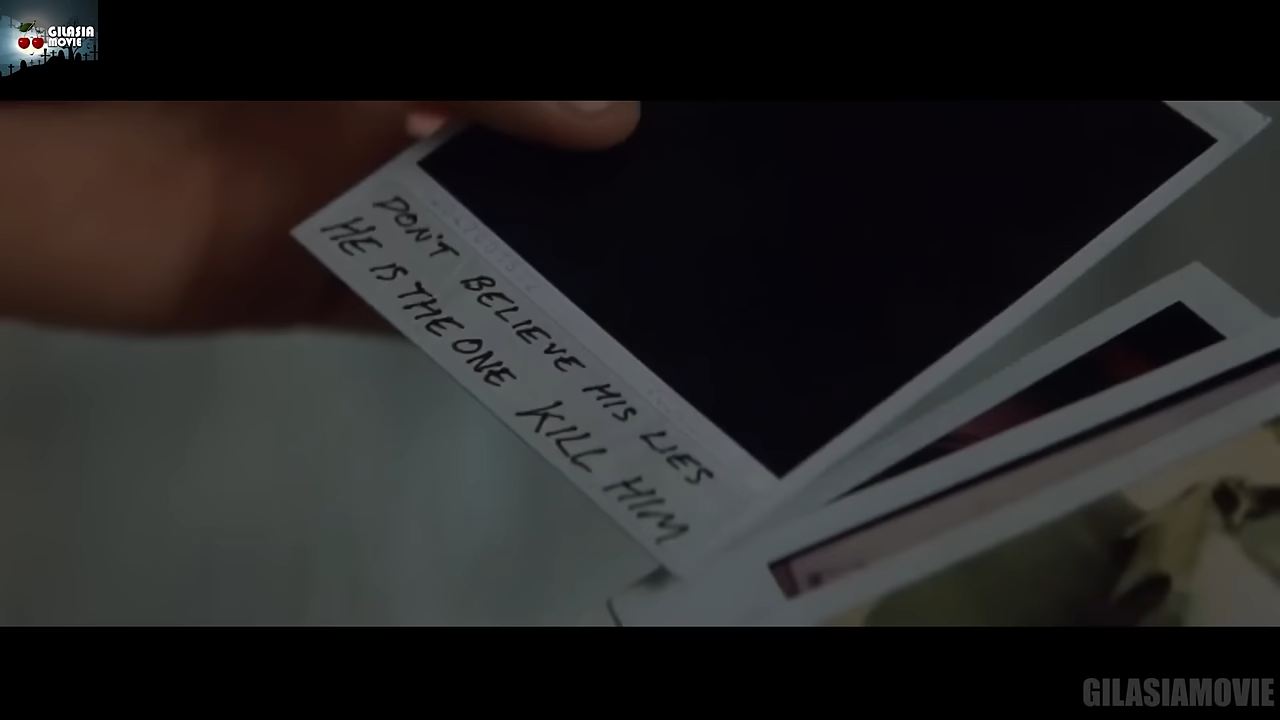 GILASIA
MOVIE
DON'T BELIEVE HIS LIES
HE IS THE ONE KILL HIM
GILASIAMOVIE